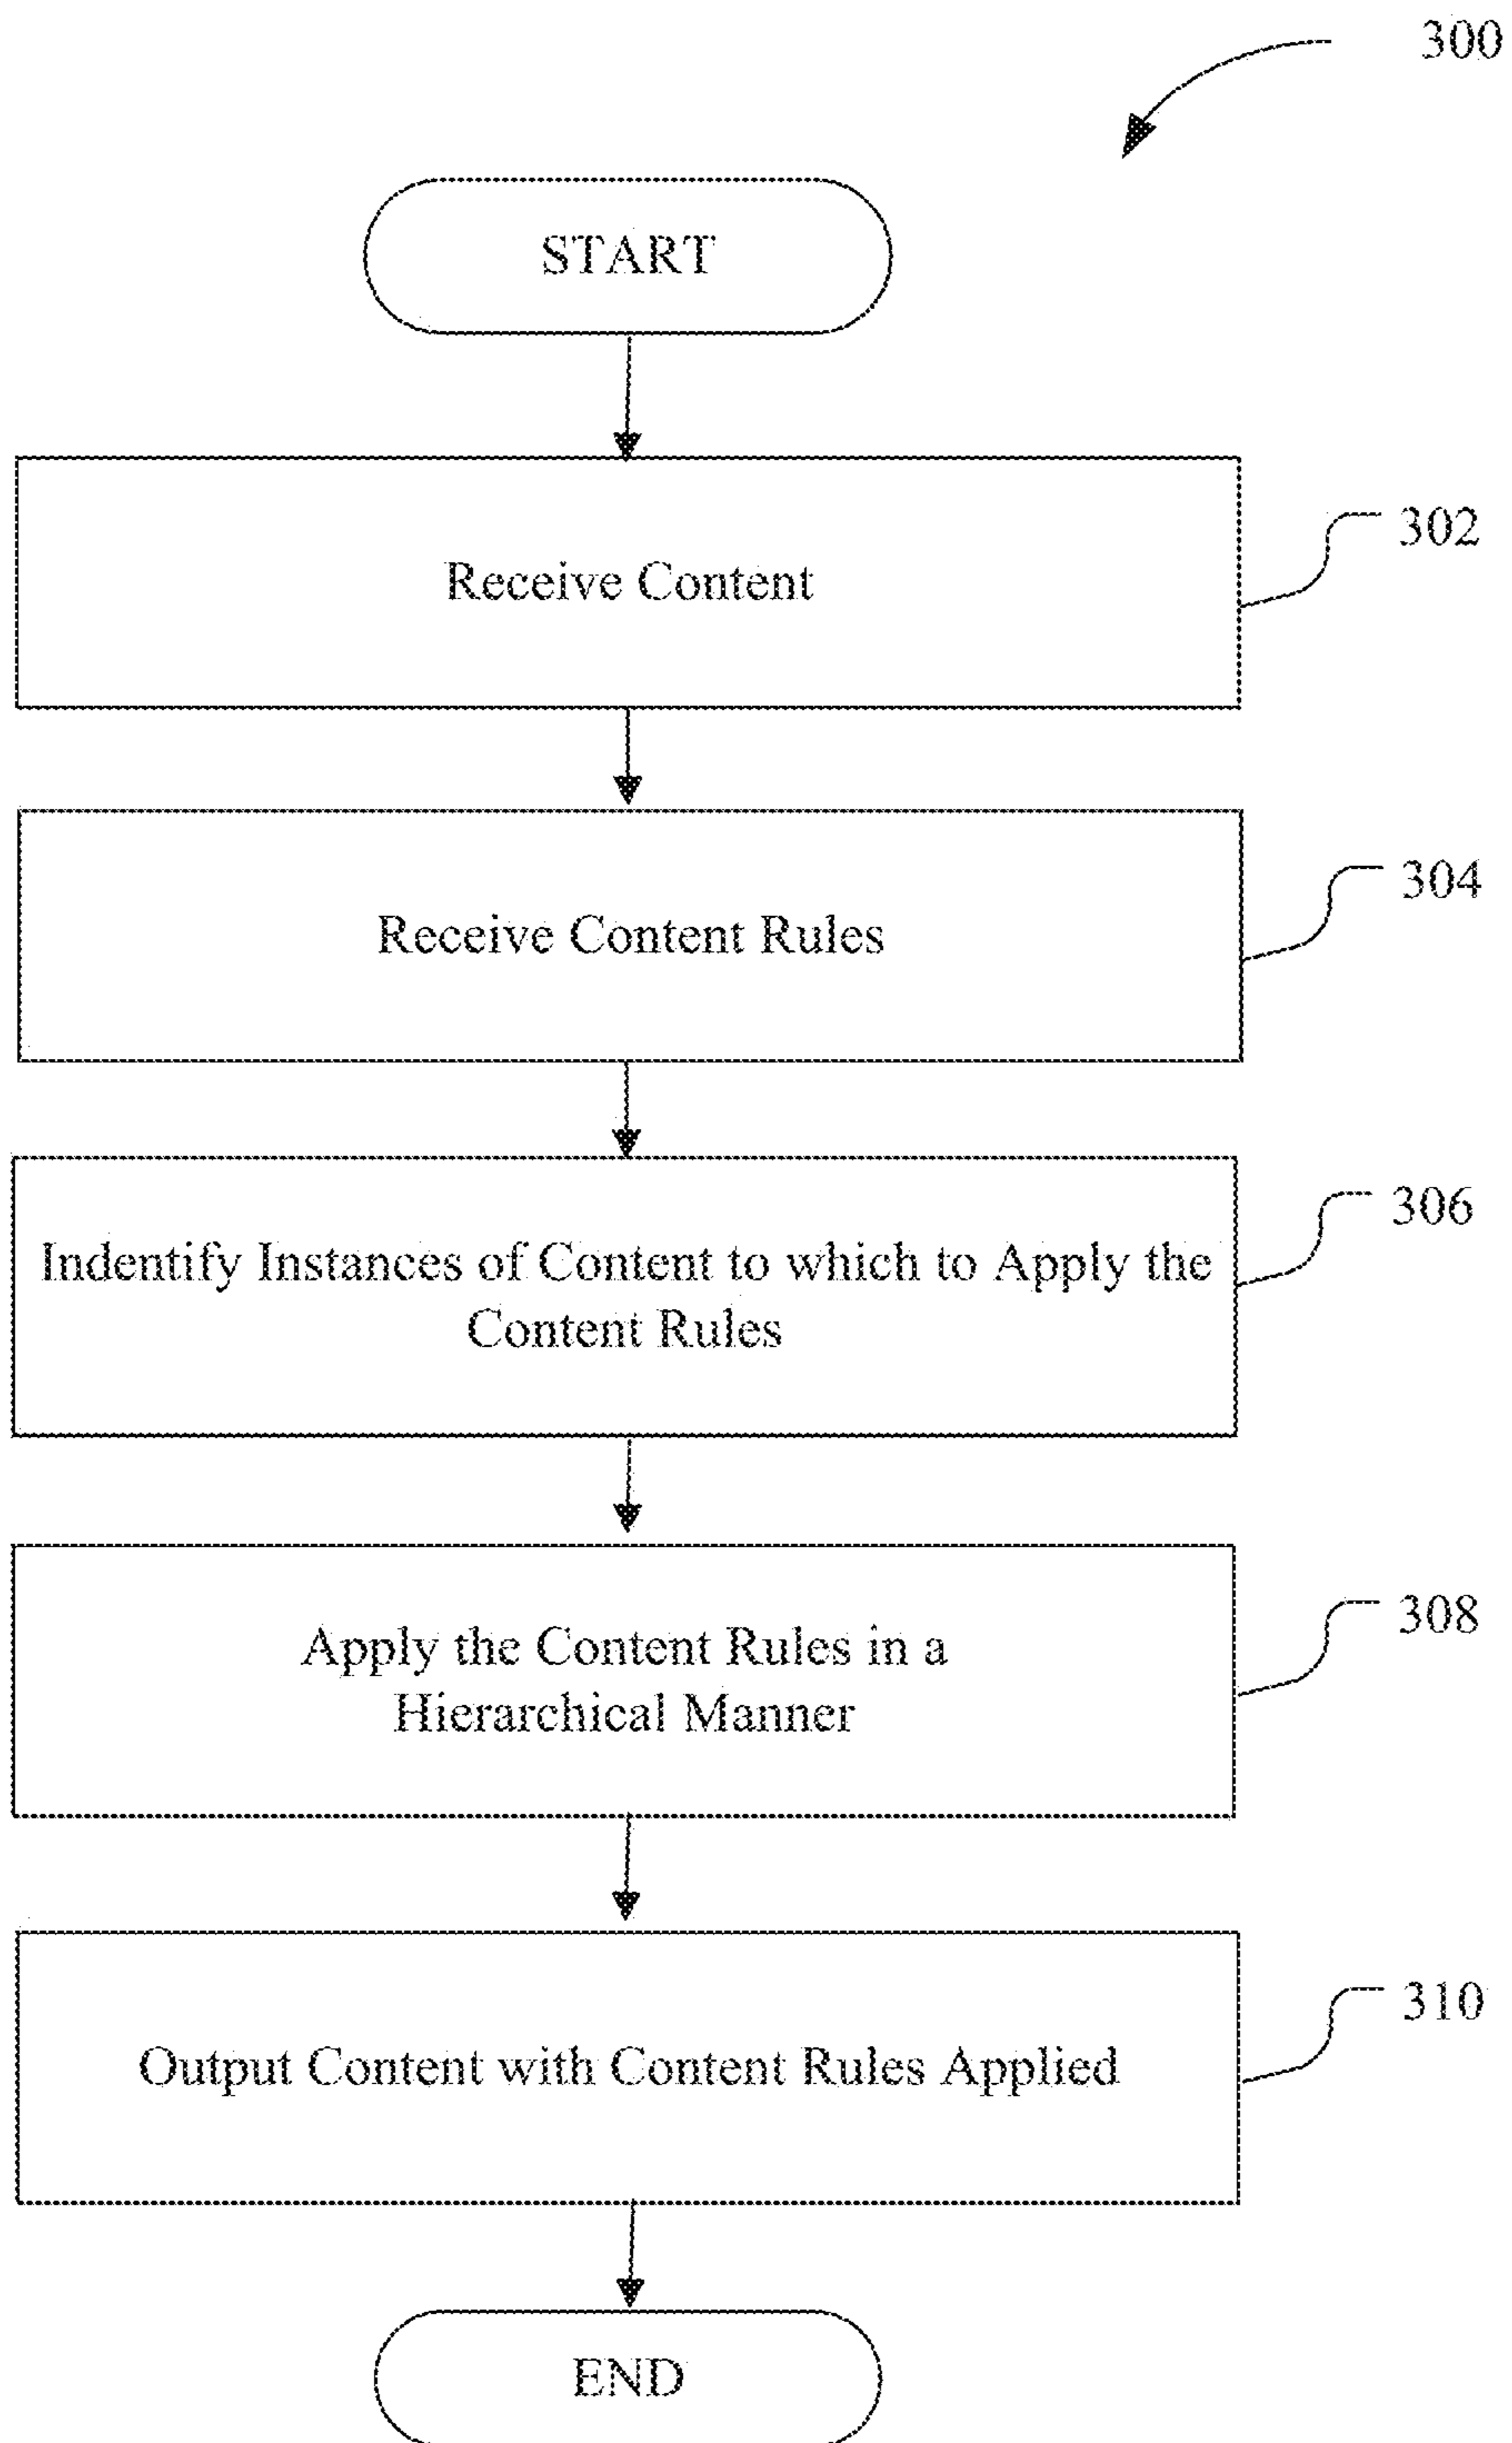 300
START
Receive Content
302
Receive Content Rules
304
Indentify Instances of Content to which to Apply the
Content Rules
306
Apply the Content Rules in a
Hierarchical Manner
308
Output Content with Content Rules Applied
310
END